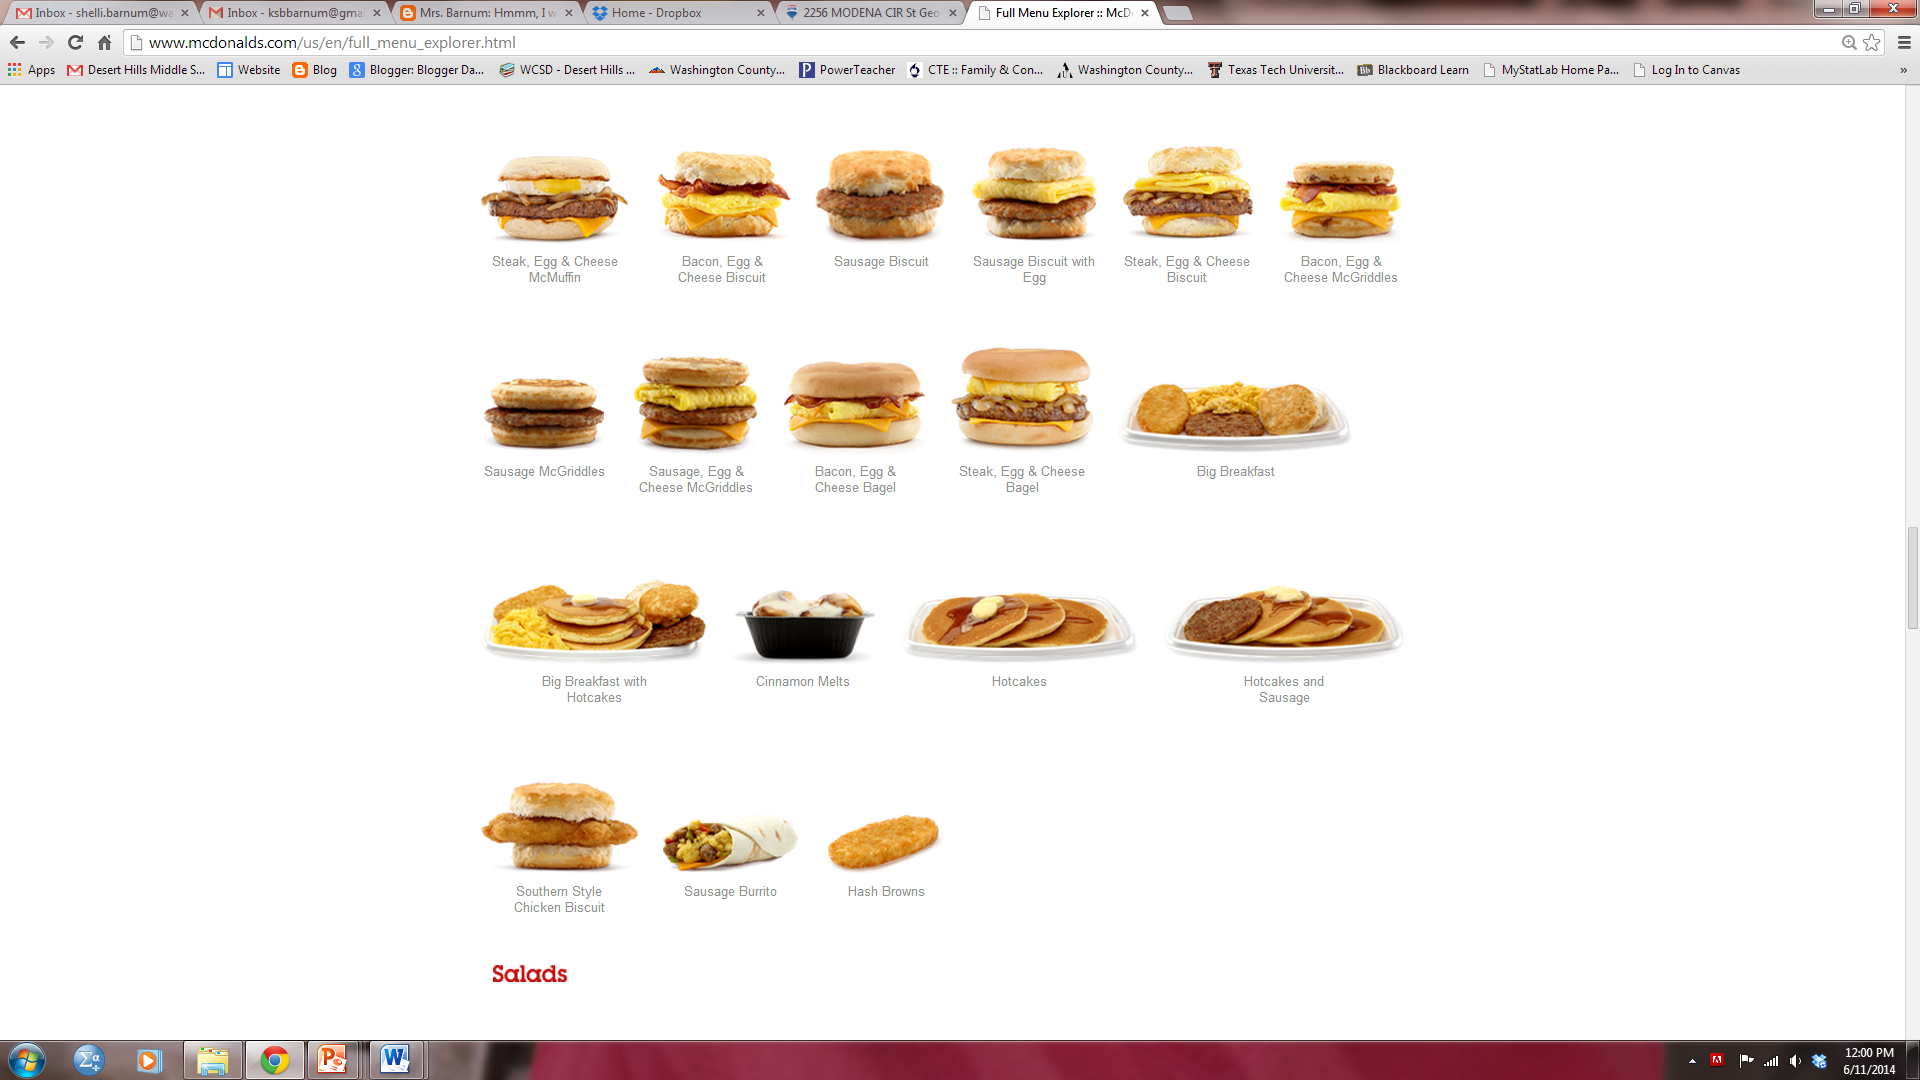 Inbox - shelli.barnum@wa
Inbox - ksbbarnum@gmai
Mrs. Barnum: Hmmm, I w
Home - Dropbox
2256 MODENA CIR St Geo
Full Menu Explorer :: McD
www.mcdonalds.com/us/en/full_menu_explorer.html
Apps
Desert Hills Middle S...
Website
Blog
Blogger: Blogger Da...
WCSD - Desert Hills ...
Washington County...
PowerTeacher
CTE :: Family & Con...
Washington County...
Texas Tech Universit...
Bb
Blackboard Learn
MyStatLab Home Pa...
Log In to Canvas
»
Steak, Egg & Cheese
McMuffin
Bacon, Egg &
Cheese Biscuit
Sausage Biscuit
Sausage Biscuit with
Egg
Steak, Egg & Cheese
Biscuit
Bacon, Egg &
Cheese McGriddles
Sausage McGriddles
Sausage, Egg &
Cheese McGriddles
Bacon, Egg &
Cheese Bagel
Steak, Egg & Cheese
Bagel
Big Breakfast
Big Breakfast with
Hotcakes
Cinnamon Melts
Hotcakes
Hotcakes and
Sausage
Southern Style
Chicken Biscuit
Sausage Burrito
Hash Browns
Salads
12:00 PM
6/11/2014